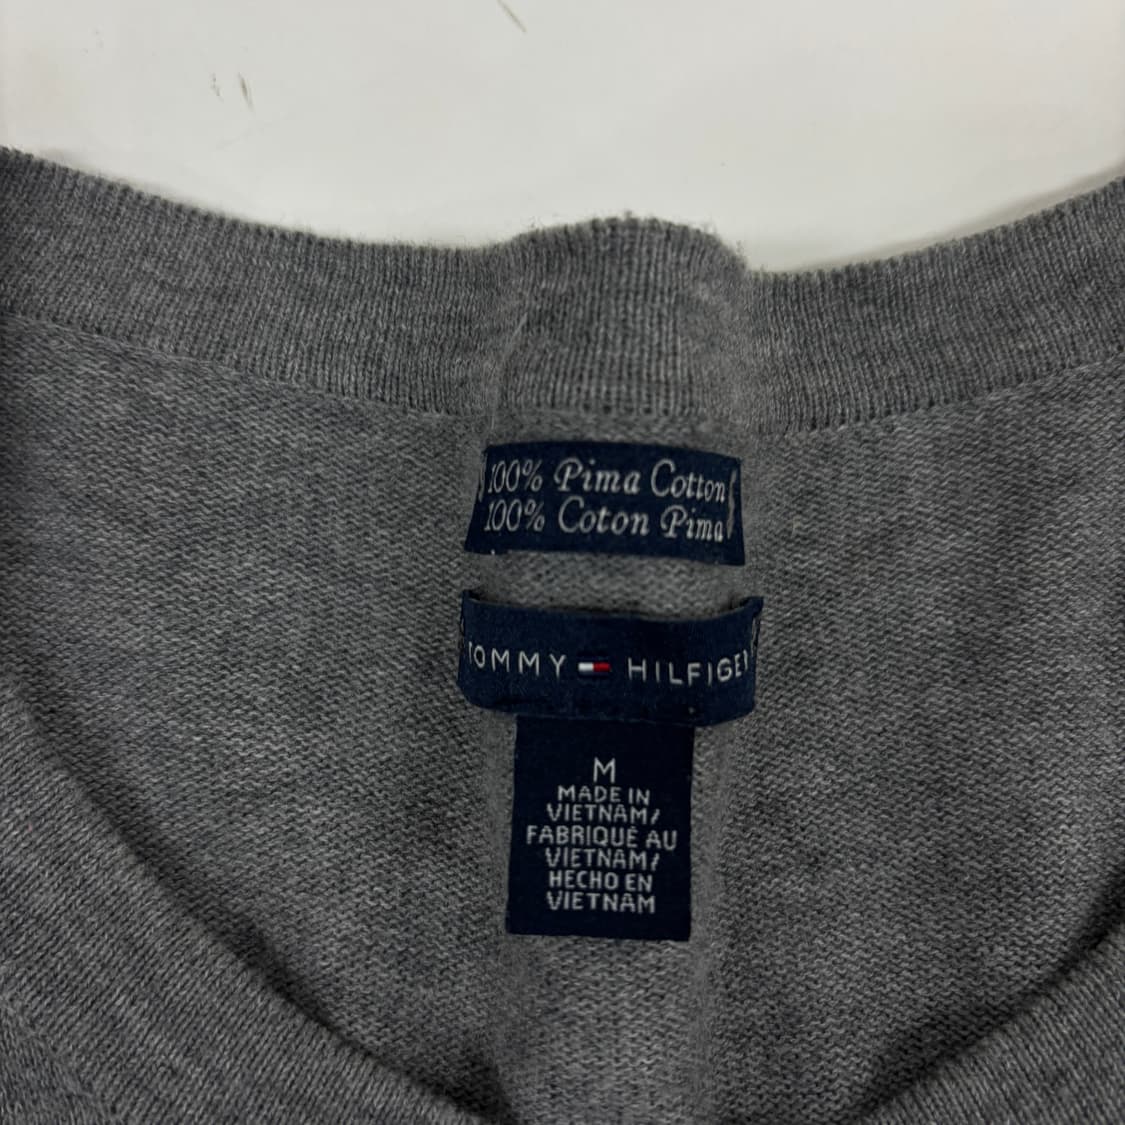 100% Pima Cotton
100% Coton Pima
TOMMY HILFIGER
M
MADE IN
VIETNAM/
FABRIQUÉ AU
VIETNAM/
HECHO EN
VIETNAM